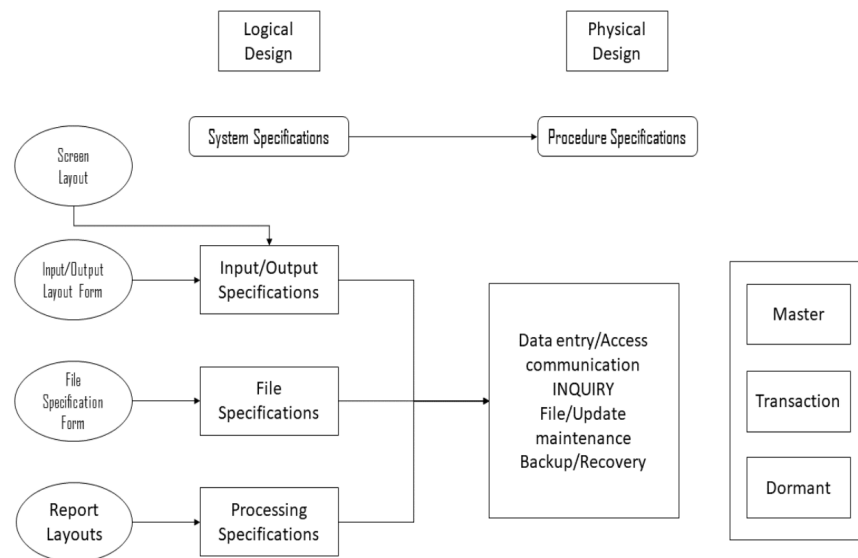 Logical
Design
Physical
Design
System Specifications
Procedure Specifications
Screen
Layout
Input/Output
Layout Form
Input/Output
Specifications
File
Specification
Form
File
Specifications
Report
Layouts
Processing
Specifications
Data entry/Access
communication
INQUIRY
File/Update
maintenance
Backup/Recovery
Master
Transaction
Dormant